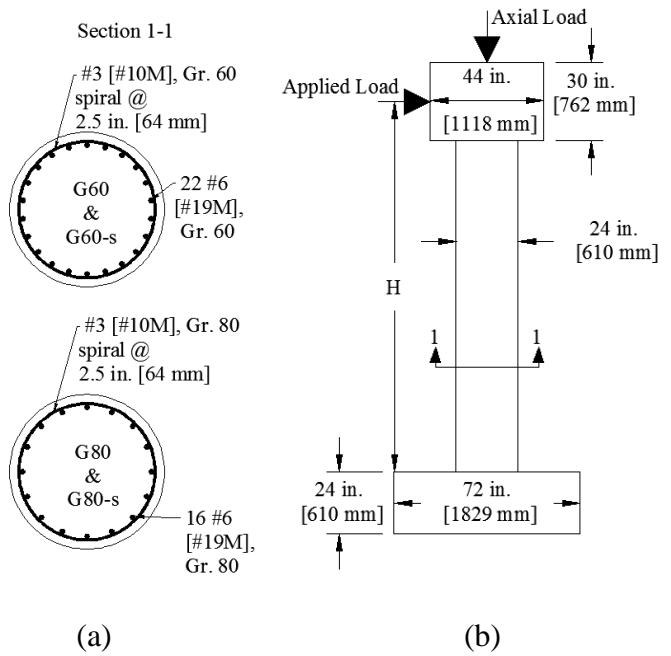 Section 1-1
#3 [#10M], Gr. 60
spiral @
2.5 in. [64 mm]
G60
&
G60-s
22 #6
[#19M],
Gr. 60
#3 [#10M], Gr. 80
spiral @
2.5 in. [64 mm]
G80
&
G80-s
16 #6
[#19M],
Gr. 80
(a)
Axial Load
Applied Load
44 in.
[1118 mm]
30 in.
[762 mm]
24 in.
[610 mm]
H
1
1
24 in.
[610 mm]
72 in.
[1829 mm]
(b)